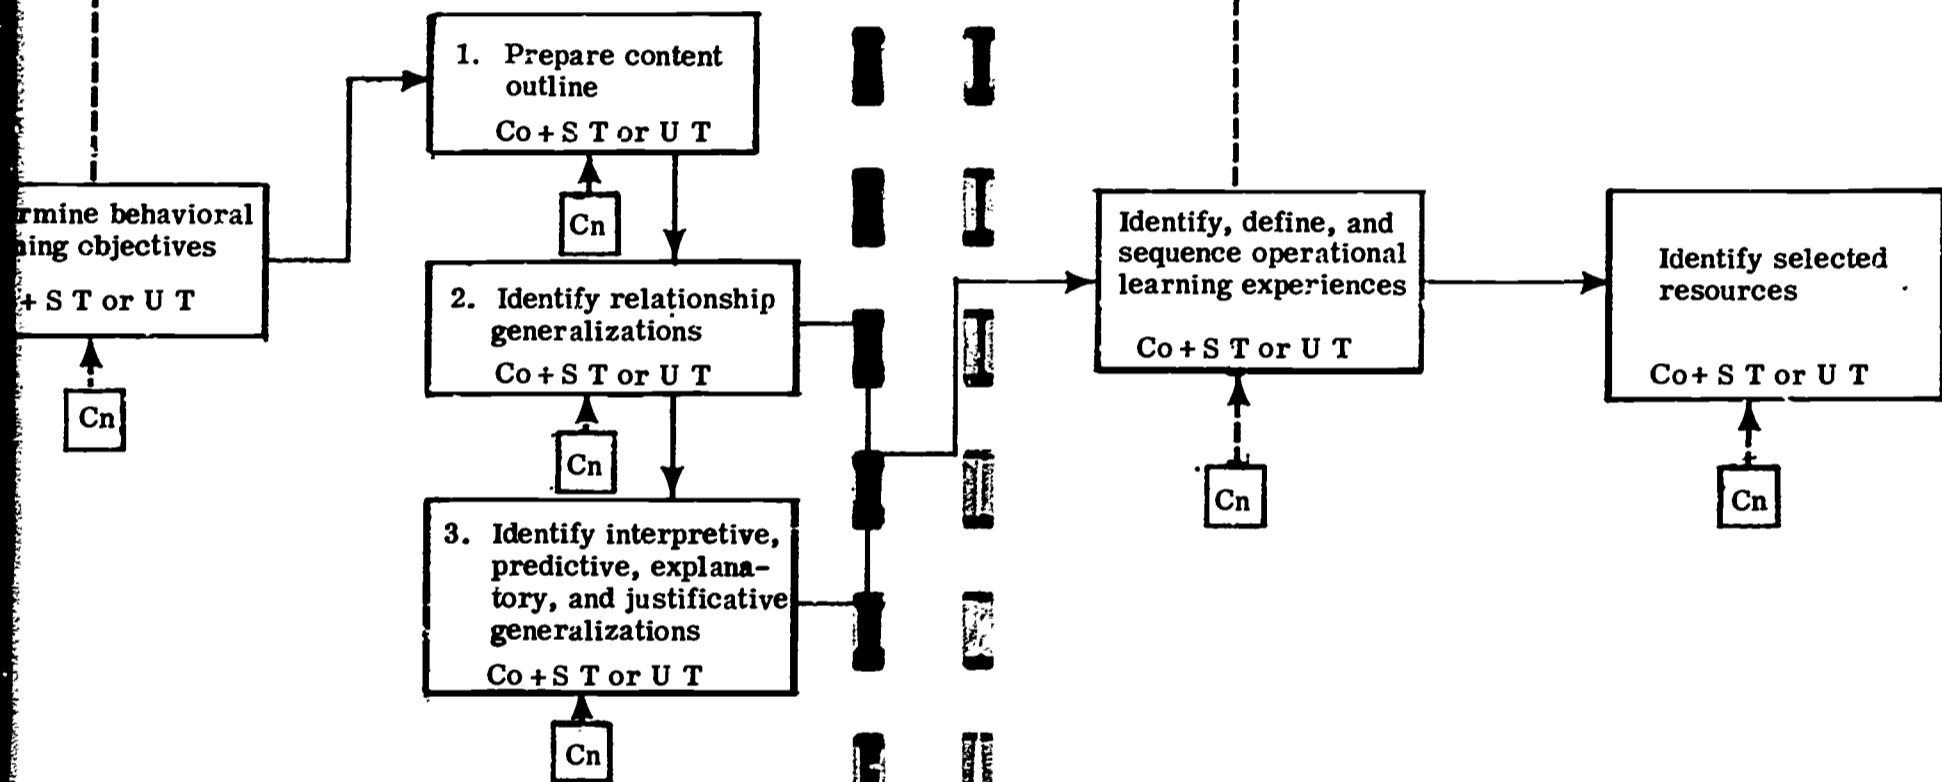 rmine behavioral
ning objectives
+ S T or U T
Cn
1. Prepare content
outline
Co + S T or U T
Cn
2. Identify relationship
generalizations
Co + S T or U T
Cn
3. Identify interpretive,
predictive, explana-
tory, and justificative
generalizations
Co + S T or U T
Cn
Identify, define, and
sequence operational
learning experiences
Co + S T or U T
Cn
Identify selected
resources
Co + S T or U T
Cn